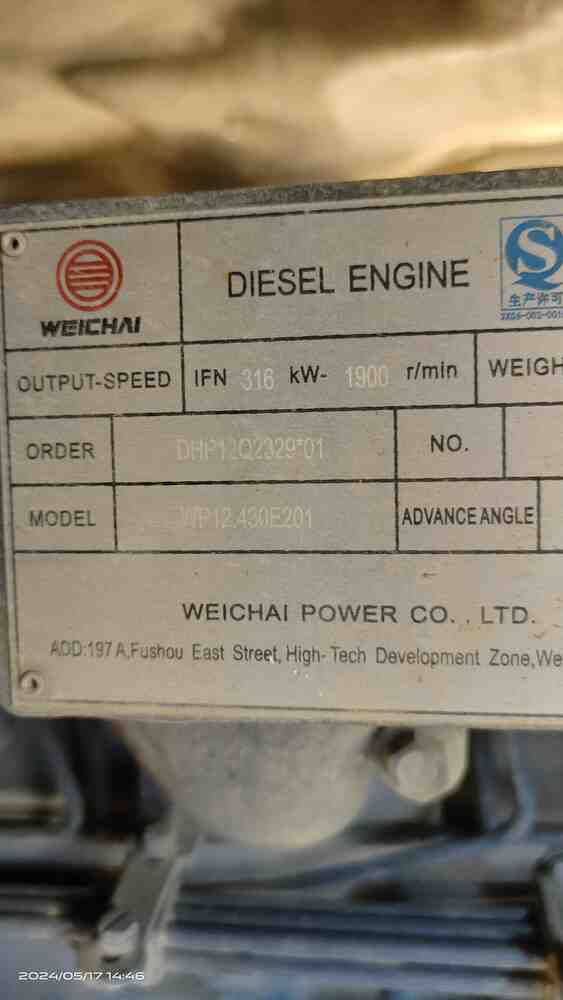 WEICHAI
DIESEL ENGINE
生产许可
OUTPUT-SPEED IFN 316 kW- 1900 r/min WEIGH
ORDER DHP12Q2329*01 NO.
MODEL WP12.430E201 ADVANCE ANGLE
WEICHAI POWER CO., LTD.
ADD:197 A,Fushou East Street, High-Tech Development Zone,We
2024/05/17 14:46